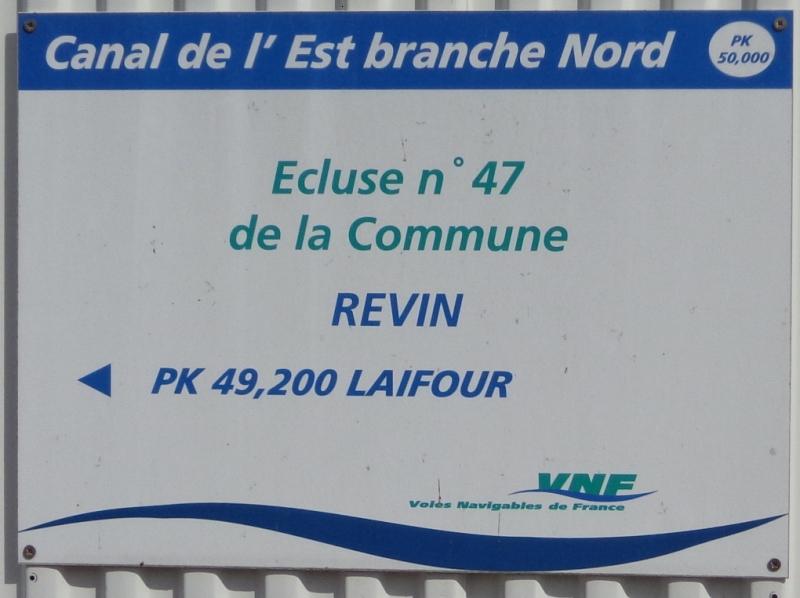 Canal de l' Est branche Nord
PK
50,000
Ecluse n° 47
de la Commune
REVIN
PK 49,200 LAIFOUR
VNF
Voies Navigables de France